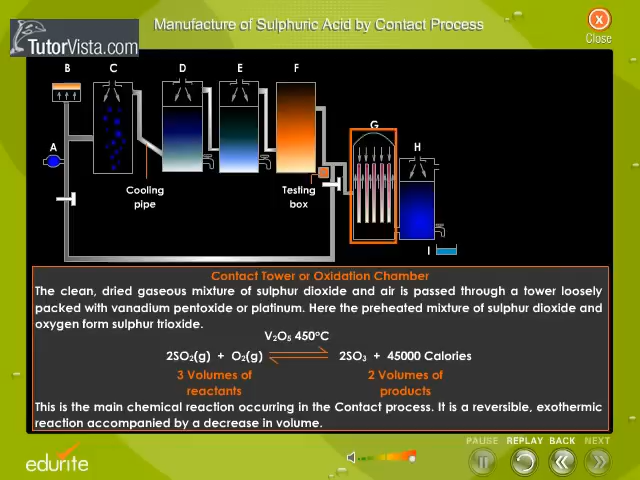 Manufacture of Sulphuric Acid by Contact Process
X
Close
TutorVista.com
B C D E F
G
H
A
Cooling pipe
Testing box
I
Contact Tower or Oxidation Chamber
The clean, dried gaseous mixture of sulphur dioxide and air is passed through a tower loosely
packed with vanadium pentoxide or platinum. Here the preheated mixture of sulphur dioxide and
oxygen form sulphur trioxide.
V₂O₅ 450°C
2SO₂(g) + O₂(g) ⇌ 2SO₃ + 45000 Calories
3 Volumes of reactants
2 Volumes of products
This is the main chemical reaction occurring in the Contact process. It is a reversible, exothermic
reaction accompanied by a decrease in volume.
PAUSE REPLAY BACK NEXT
edurite